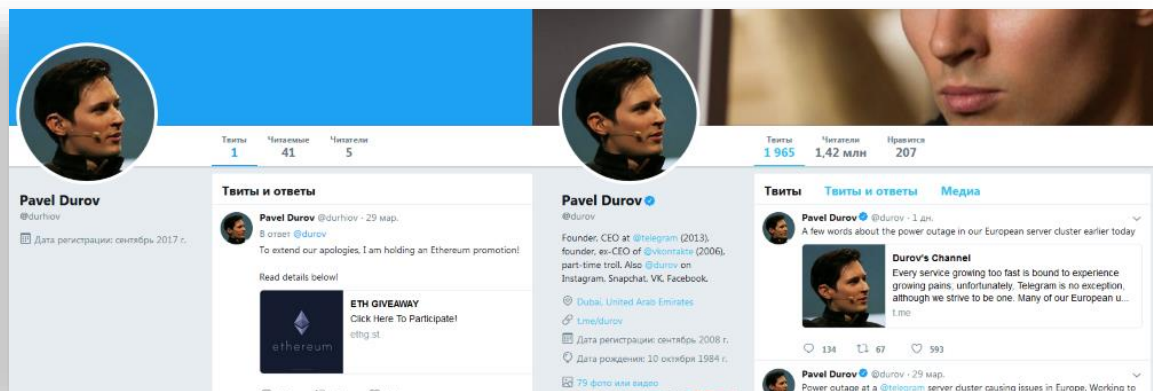 Твиты Читаемые Читатели
1 41 5
Pavel Durov
@durhiov
Дата регистрации: сентябрь 2017 г.
Твиты и ответы
Pavel Durov @durhiov · 29 мар.
В ответ @durov
To extend our apologies, I am holding an Ethereum promotion!
Read details below!
ethereum
ETH GIVEAWAY
Click Here To Participate!
ethg.st
Твиты Читатели Нравится
1 965 1,42 млн 207
Pavel Durov
@durov
Founder, CEO at @telegram (2013),
founder, ex-CEO of @vkontakte (2006),
part-time troll. Also @durov on
Instagram, Snapchat, VK, Facebook.
Dubai, United Arab Emirates
t.me/durov
Дата регистрации: сентябрь 2008 г.
Дата рождения: 10 октября 1984 г.
79 фото или видео
Твиты Твиты и ответы Медиа
Pavel Durov @durov · 1 дн.
A few words about the power outage in our European server cluster earlier today
Durov's Channel
Every service growing too fast is bound to experience
growing pains; unfortunately, Telegram is no exception,
although we strive to be one. Many of our European u...
t.me
134 67 593
Pavel Durov @durov · 29 мар.
Power outage at a @telegram server cluster causing issues in Europe. Working to